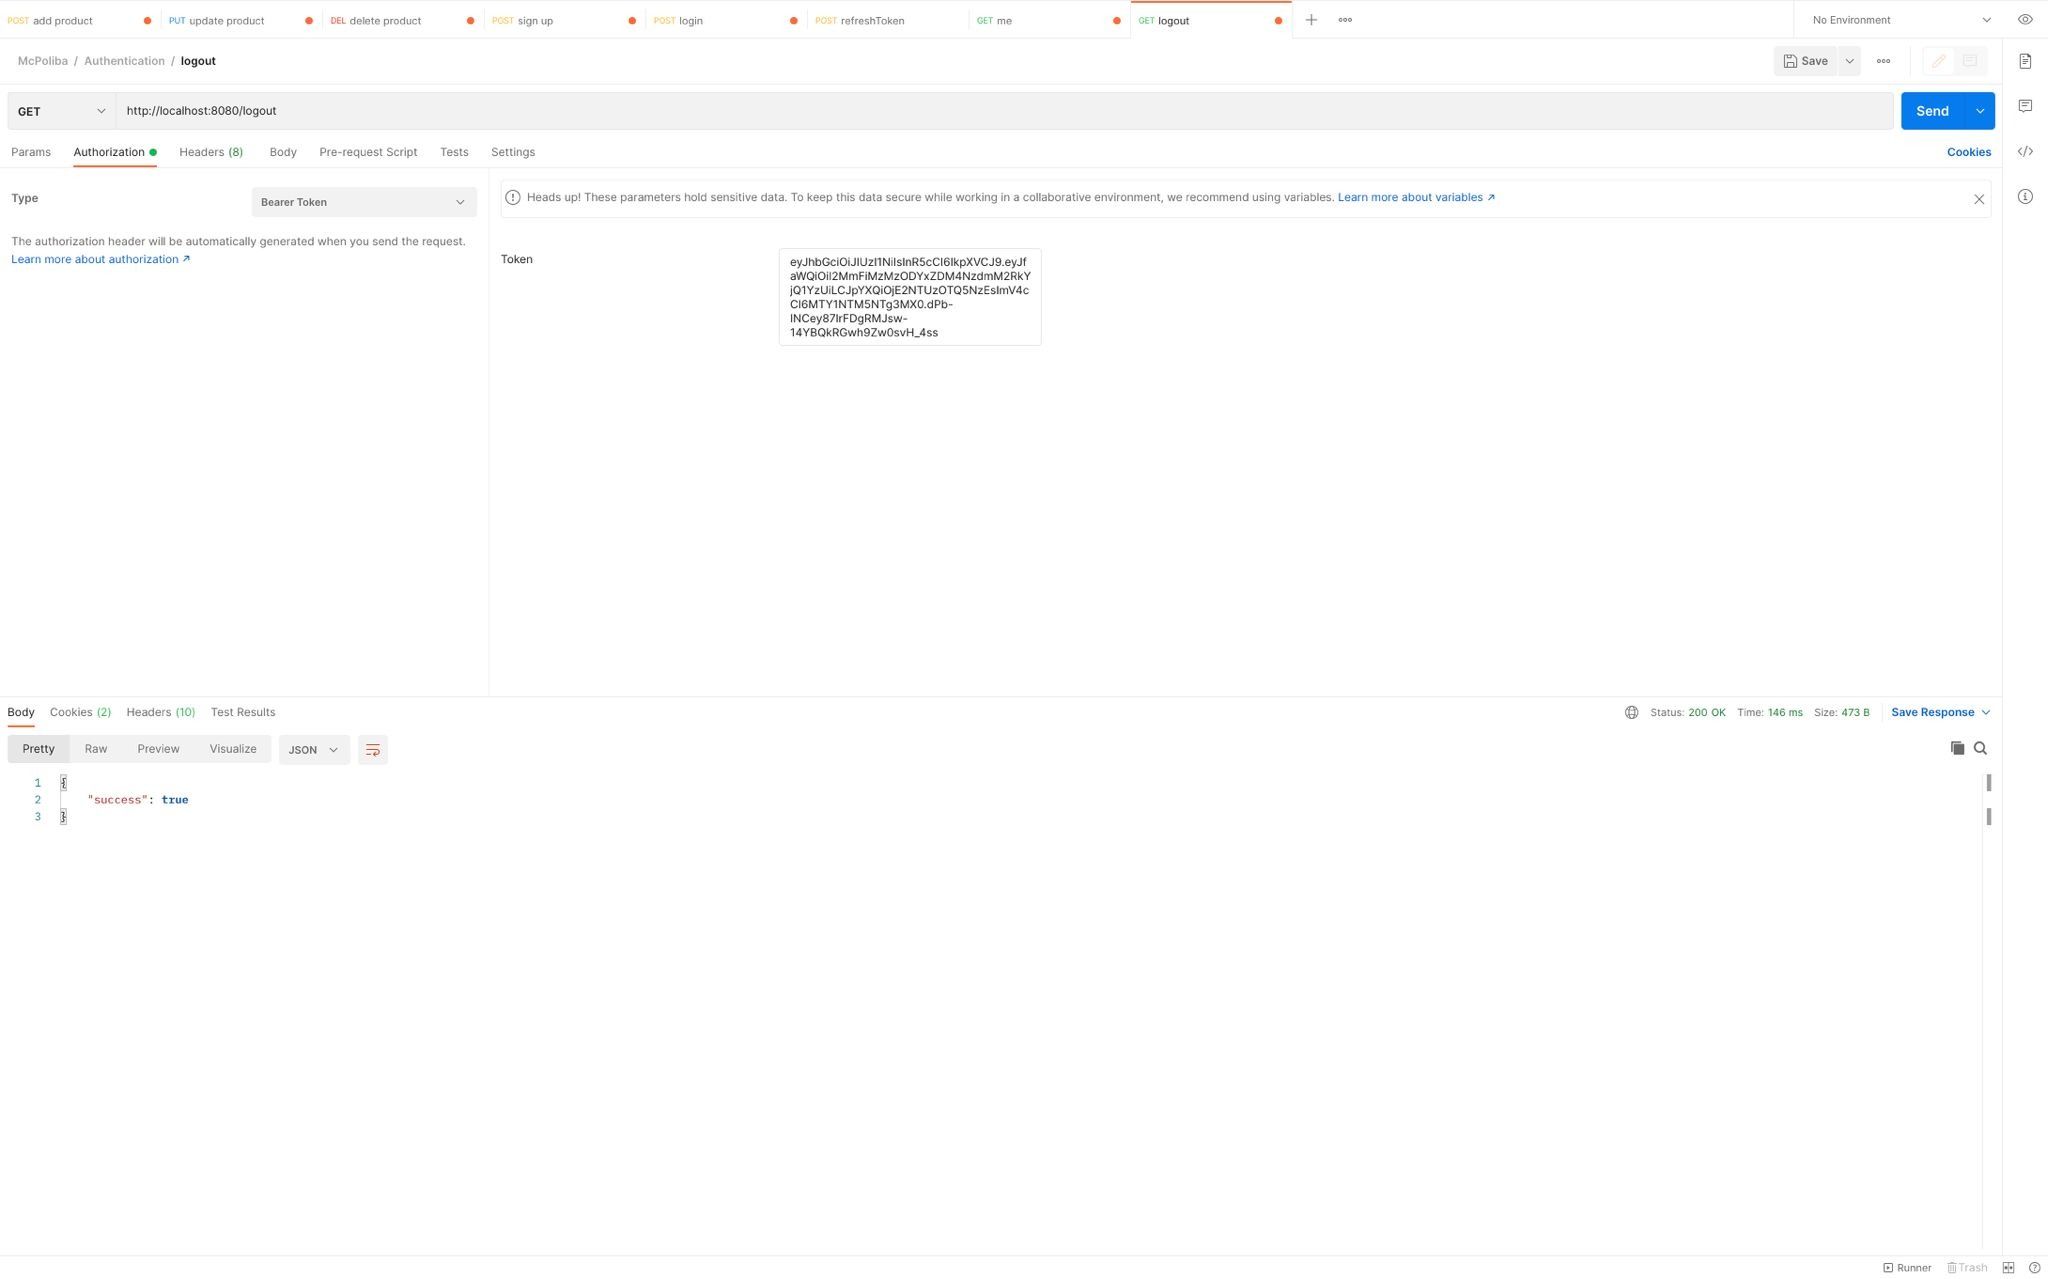 POST add product
PUT update product
DEL delete product
POST sign up
POST login
POST refreshToken
GET me
GET logout
No Environment
McPoliba / Authentication / logout
Save
GET
http://localhost:8080/logout
Send
Params
Authorization
Headers (8)
Body
Pre-request Script
Tests
Settings
Cookies
Type
Bearer Token
The authorization header will be automatically generated when you send the request.
Learn more about authorization ↗
Heads up! These parameters hold sensitive data. To keep this data secure while working in a collaborative environment, we recommend using variables. Learn more about variables ↗
Token
eyJhbGciOiJIUzI1NiIsInR5cCI6IkpXVCJ9.eyJf
aWQiOiI2MmFiMzMzODYxZDM4NzdmM2RkY
jQ1YzUiLCJpYXQiOjE2NTUzOTQ5NzEsImV4c
CI6MTY1NTM5NTg3MX0.dPb-
INCey87IrFDgRMJsw-
14YBQkRGwh9Zw0svH_4ss
Body
Cookies (2)
Headers (10)
Test Results
Status: 200 OK
Time: 146 ms
Size: 473 B
Save Response
Pretty
Raw
Preview
Visualize
JSON
1 {
2 "success": true
3 }
Runner
Trash